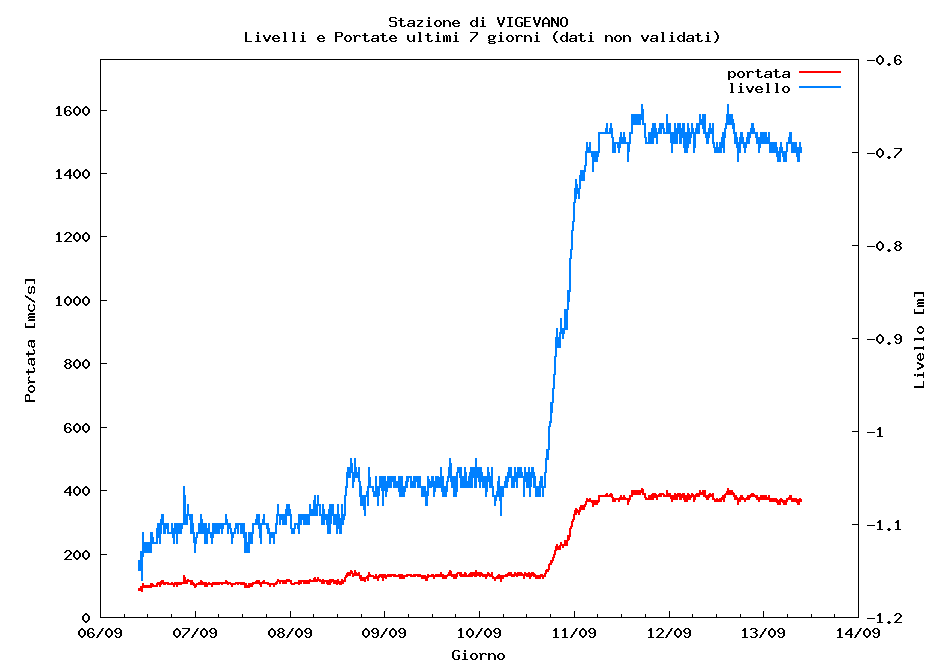 Stazione di VIGEVANO
Livelli e Portate ultimi 7 giorni (dati non validati)
portata
livello
Portata [mc/s]
1600
1400
1200
1000
800
600
400
200
0
-0.6
-0.7
-0.8
-0.9
-1
-1.1
-1.2
Livello [m]
06/09 07/09 08/09 09/09 10/09 11/09 12/09 13/09 14/09
Giorno